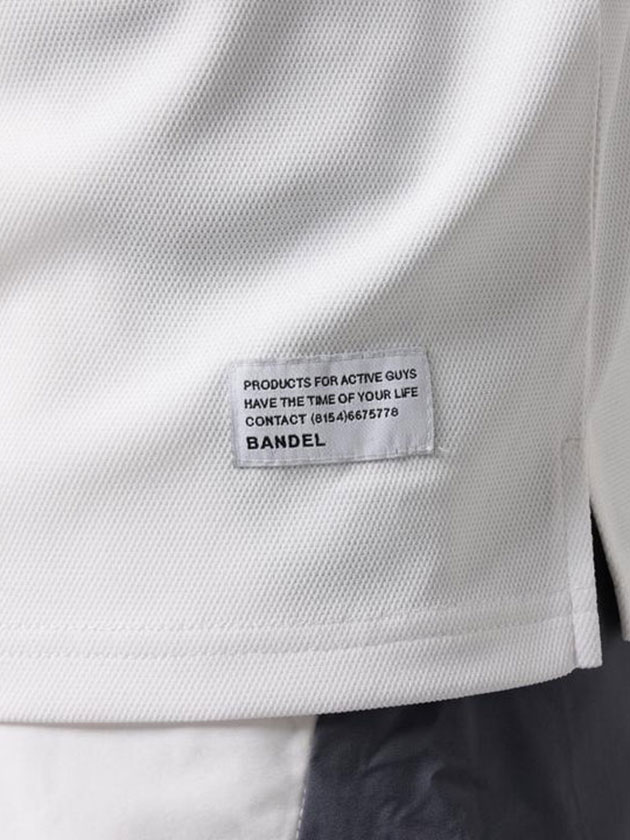 PRODUCTS FOR ACTIVE GUYS
HAVE THE TIME OF YOUR LIFE
CONTACT (8154)6675778
BANDEL